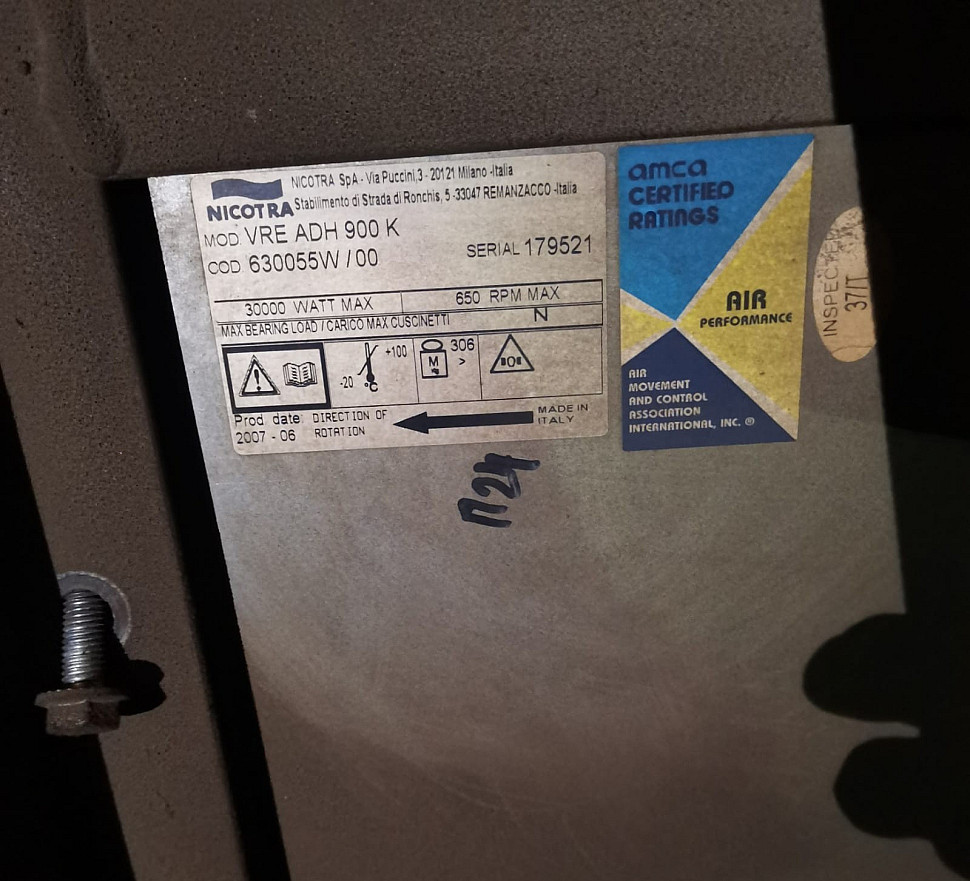 NICOTRA
NICOTRA SpA - Via Puccini,3 - 20121 Milano -Italia
Stabilimento di Strada di Ronchis, 5 -33047 REMANZACCO -Italia
MOD. VRE ADH 900 K
COD. 630055W / 00
SERIAL 179521
30000 WATT MAX
650 RPM MAX
MAX BEARING LOAD / CARICO MAX CUSCINETTI
N
-20
+100
°C
M
306
>
Prod date:
2007 - 06
DIRECTION OF
ROTATION
MADE IN
ITALY
amca
CERTIFIED
RATINGS
AIR
PERFORMANCE
AIR
MOVEMENT
AND CONTROL
ASSOCIATION
INTERNATIONAL, INC. ®
INSPECTED
37/T